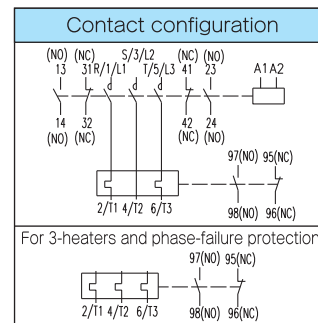 Contact configuration
(NO) (NC) S/3/L2 (NC) (NO)
13 31 R/1/L1 T/5/L3 41 23 A1 A2
14 32 42 24
(NO) (NC) (NC) (NO)
97(NO) 95(NC)
2/T1 4/T2 6/T3 98(NO) 96(NC)
For 3-heaters and phase-failure protection
97(NO) 95(NC)
2/T1 4/T2 6/T3 98(NO) 96(NC)